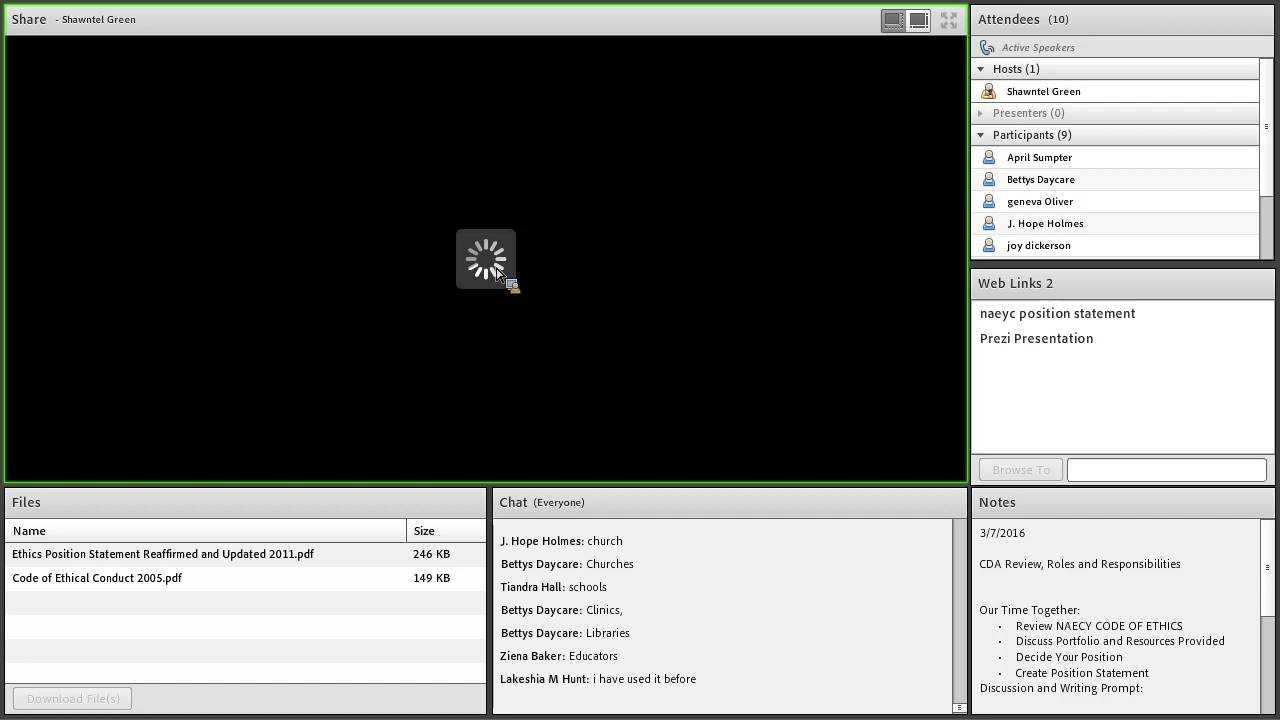 Share - Shawntel Green
Attendees (10)
Active Speakers
Hosts (1)
Shawntel Green
Presenters (0)
Participants (9)
April Sumpter
Bettys Daycare
geneva Oliver
J. Hope Holmes
joy dickerson
Web Links 2
naeyc position statement
Prezi Presentation
Browse To
Files
Name Size
Ethics Position Statement Reaffirmed and Updated 2011.pdf 246 KB
Code of Ethical Conduct 2005.pdf 149 KB
Download File(s)
Chat (Everyone)
J. Hope Holmes: church
Bettys Daycare: Churches
Tiandra Hall: schools
Bettys Daycare: Clinics,
Bettys Daycare: Libraries
Ziena Baker: Educators
Lakeshia M Hunt: i have used it before
Notes
3/7/2016
CDA Review, Roles and Responsibilities
Our Time Together:
• Review NAECY CODE OF ETHICS
• Discuss Portfolio and Resources Provided
• Decide Your Position
• Create Position Statement
Discussion and Writing Prompt: